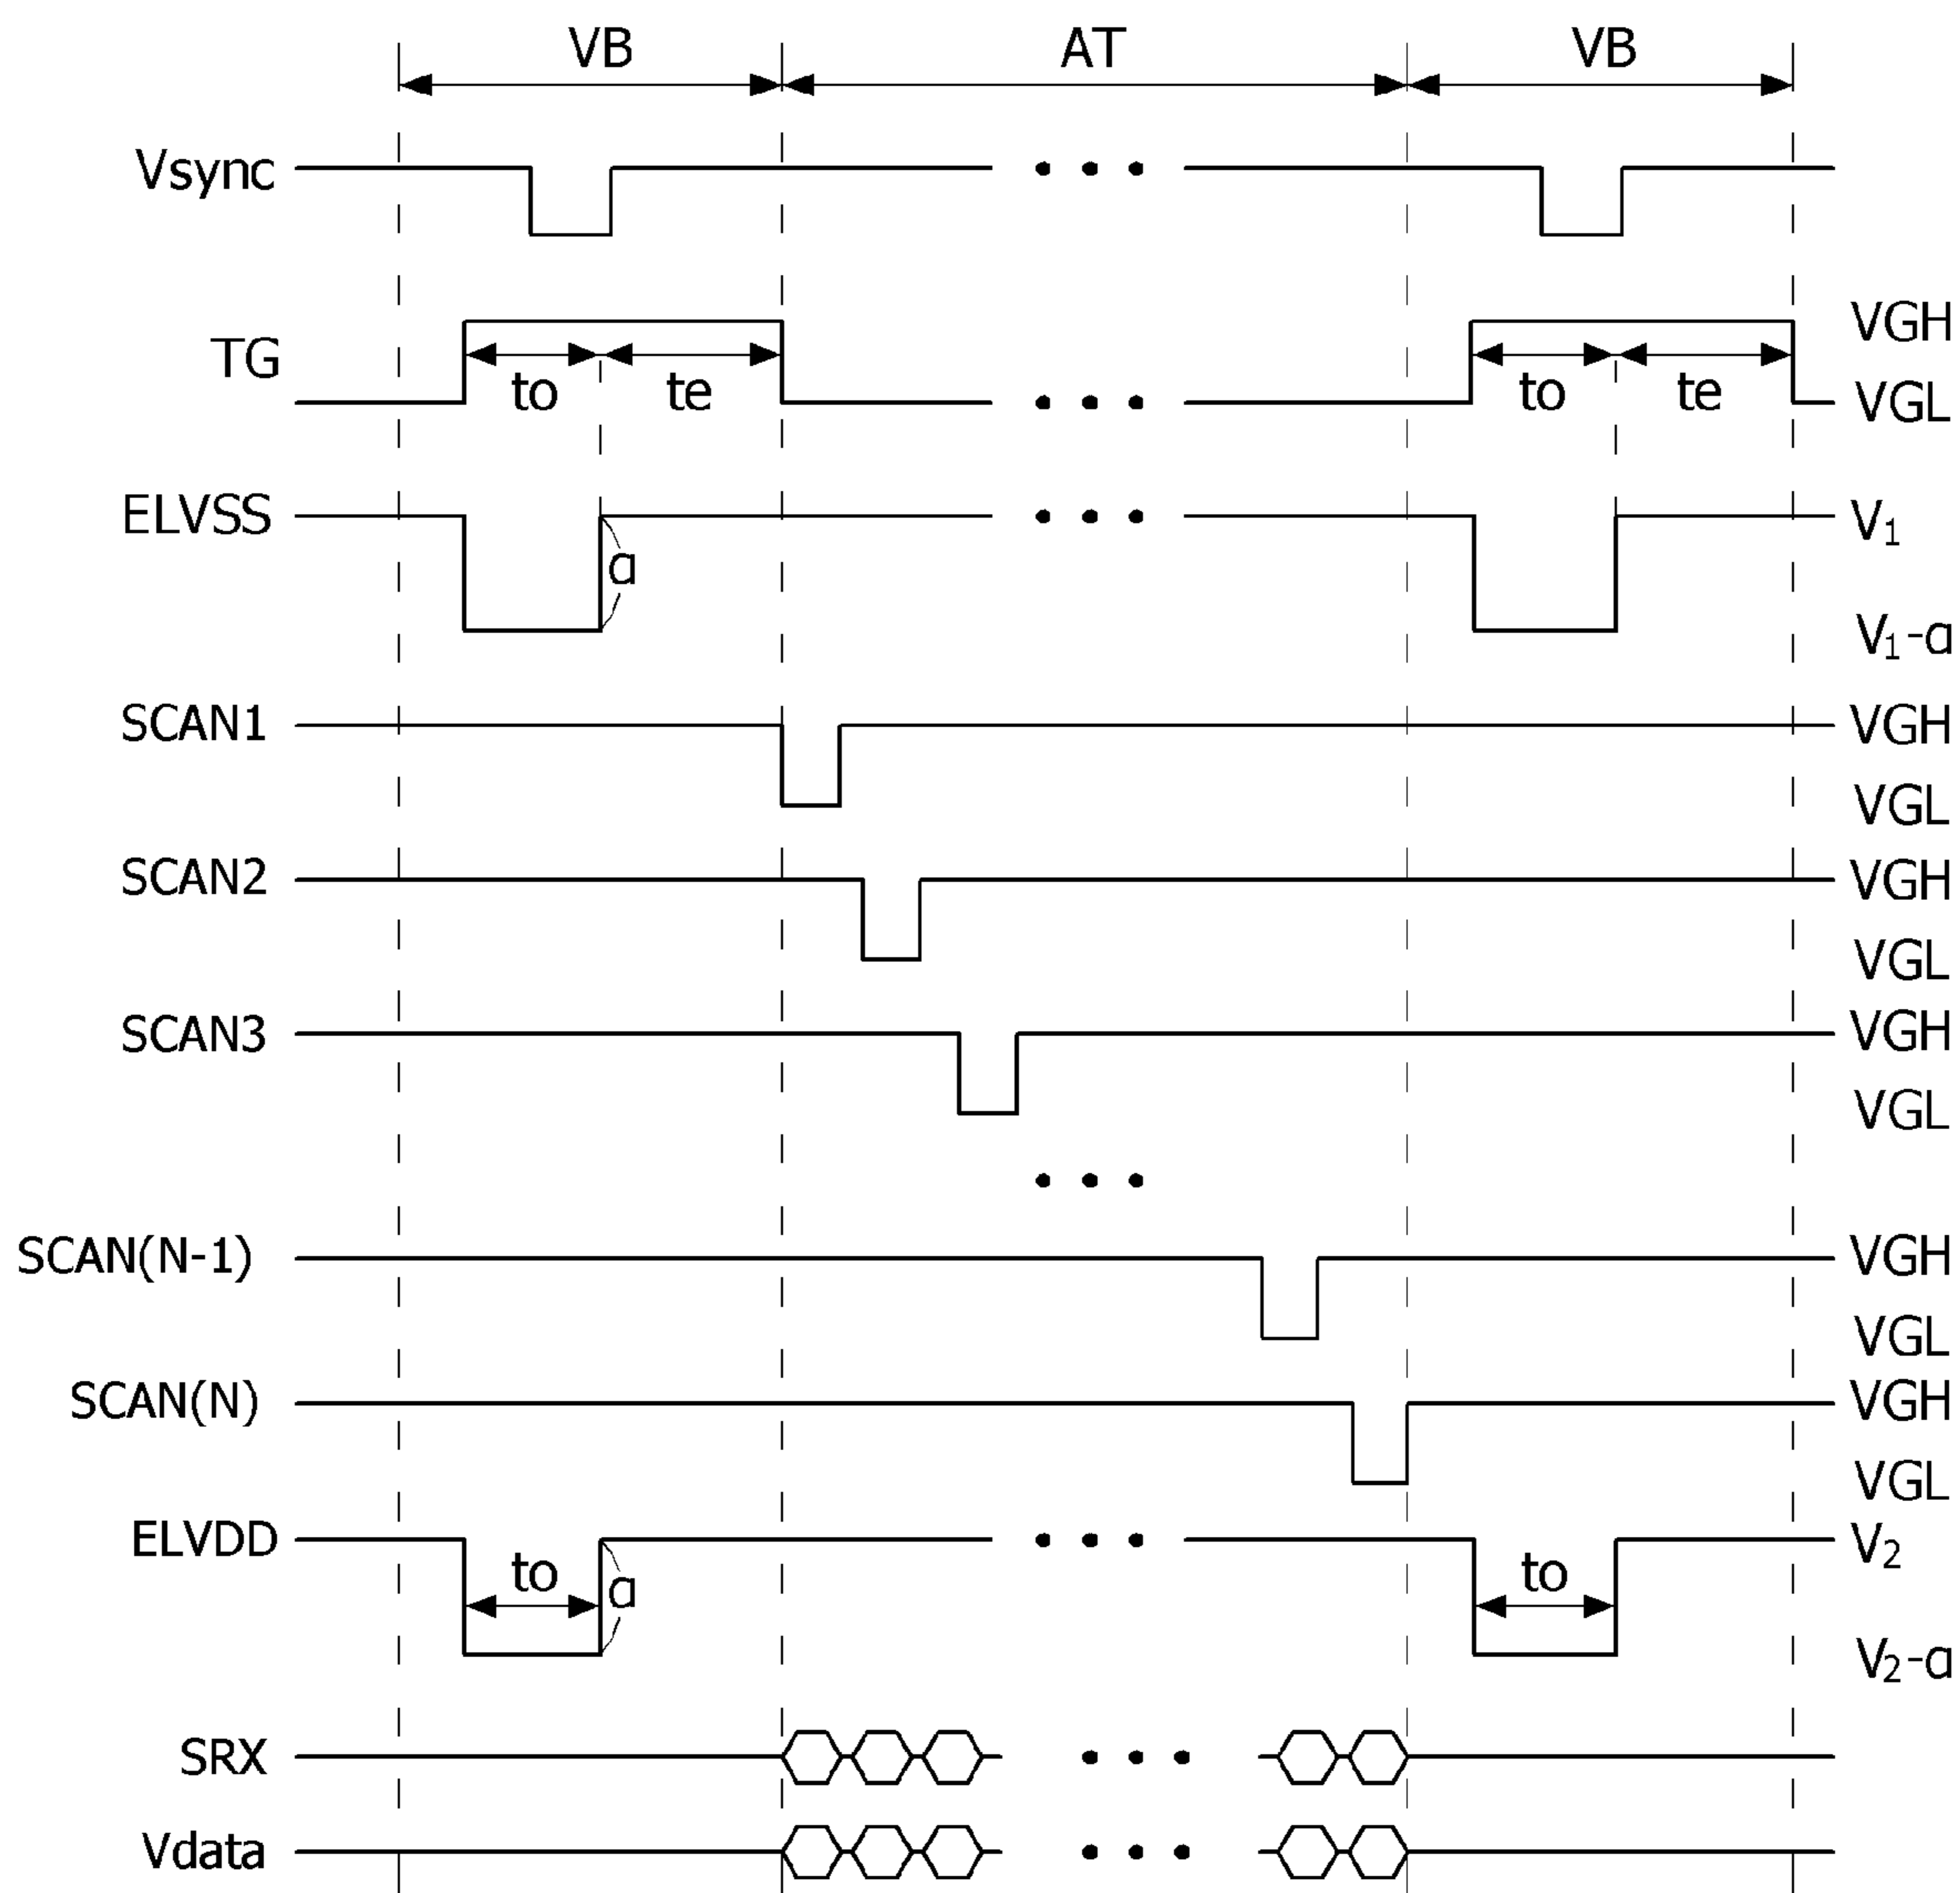 VB AT VB
Vsync
TG to te to te VGH
VGL
ELVSS a V₁
V₁-a
SCAN1 VGH
VGL
SCAN2 VGH
VGL
SCAN3 VGH
VGL
SCAN(N-1) VGH
VGL
SCAN(N) VGH
VGL
ELVDD to a to V₂
V₂-a
SRX
Vdata